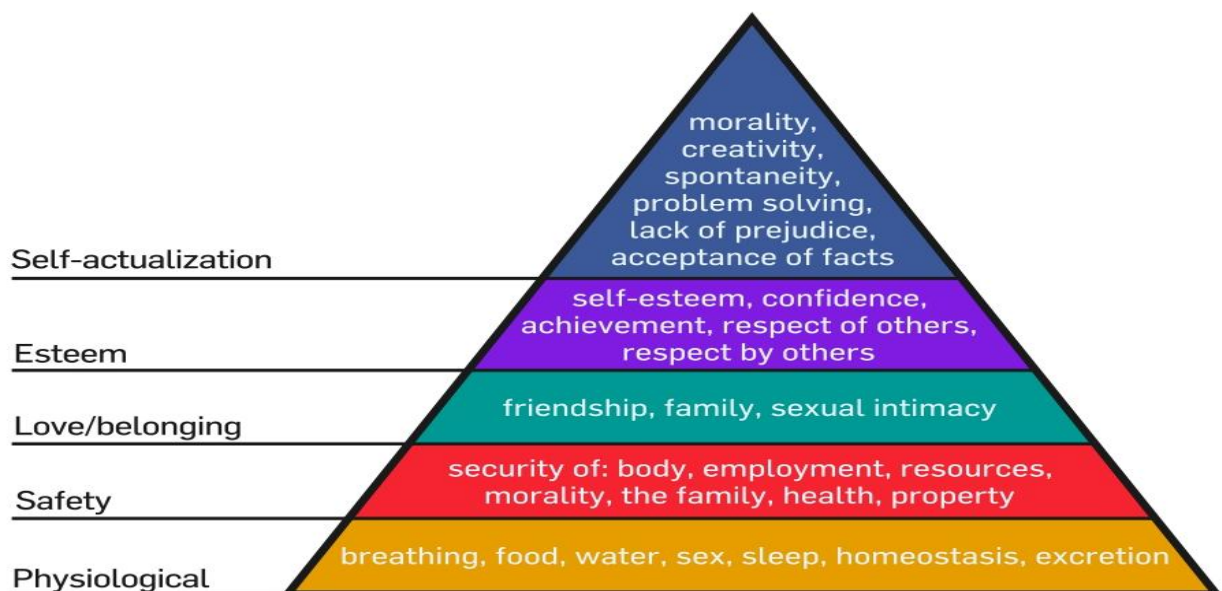 morality,
creativity,
spontaneity,
problem solving,
lack of prejudice,
acceptance of facts
Self-actualization
self-esteem, confidence,
achievement, respect of others,
respect by others
Esteem
friendship, family, sexual intimacy
Love/belonging
security of: body, employment, resources,
morality, the family, health, property
Safety
breathing, food, water, sex, sleep, homeostasis, excretion
Physiological